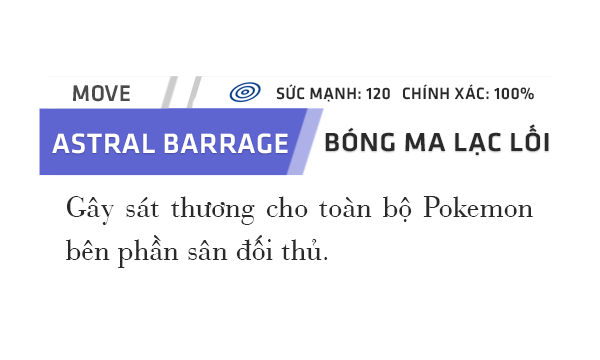 MOVE
SỨC MẠNH: 120 CHÍNH XÁC: 100%
ASTRAL BARRAGE
BÓNG MA LẠC LỐI
Gây sát thương cho toàn bộ Pokemon
bên phần sân đối thủ.